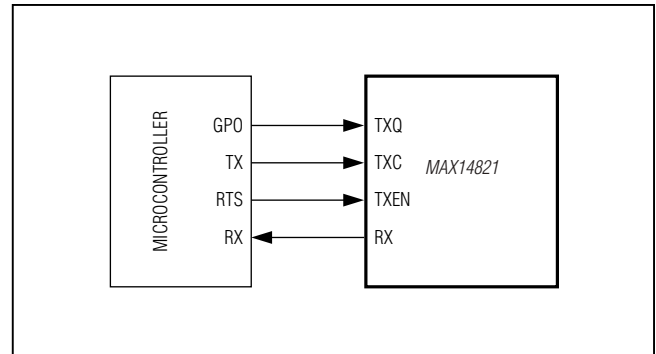 MICROCONTROLLER
GPO
TX
RTS
RX
TXQ
TXC
TXEN
RX
MAX14821